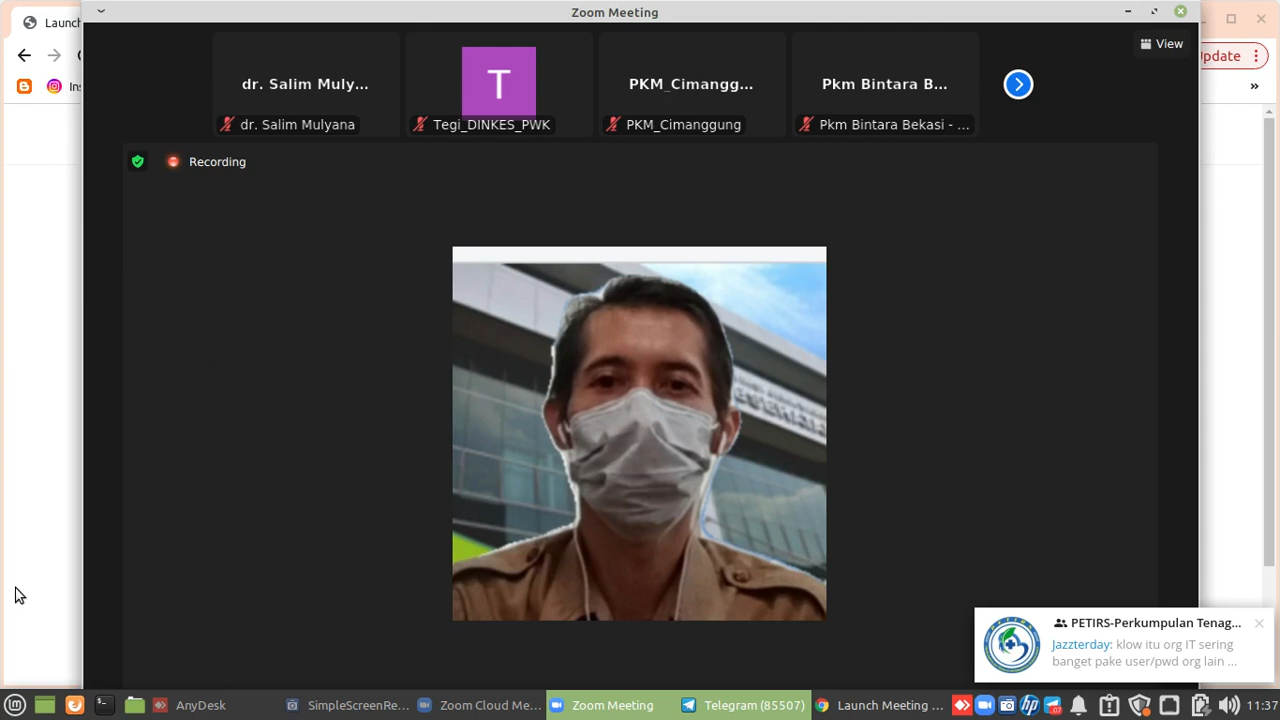 Zoom Meeting
Launch
Update
Ins
»
View
dr. Salim Muly...
T
PKM_Cimangg...
Pkm Bintara B...
dr. Salim Mulyana
Tegi_DINKES_PWK
PKM_Cimanggung
Pkm Bintara Bekasi - ...
Recording
PETIRS-Perkumpulan Tenag...
Jazzterday: klow itu org IT sering
banget pake user/pwd org lain ...
AnyDesk
SimpleScreenRe...
Zoom Cloud Me...
Zoom Meeting
Telegram (85507)
Launch Meeting ...
11:37